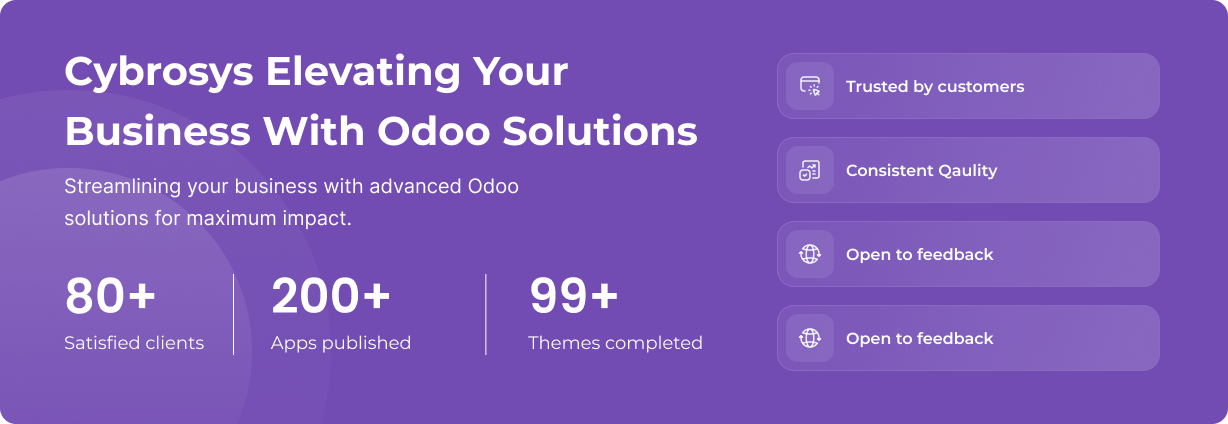 Cybrosys Elevating Your
Business With Odoo Solutions
Streamlining your business with advanced Odoo
solutions for maximum impact.
80+
Satisfied clients
200+
Apps published
99+
Themes completed
Trusted by customers
Consistent Qaulity
Open to feedback
Open to feedback